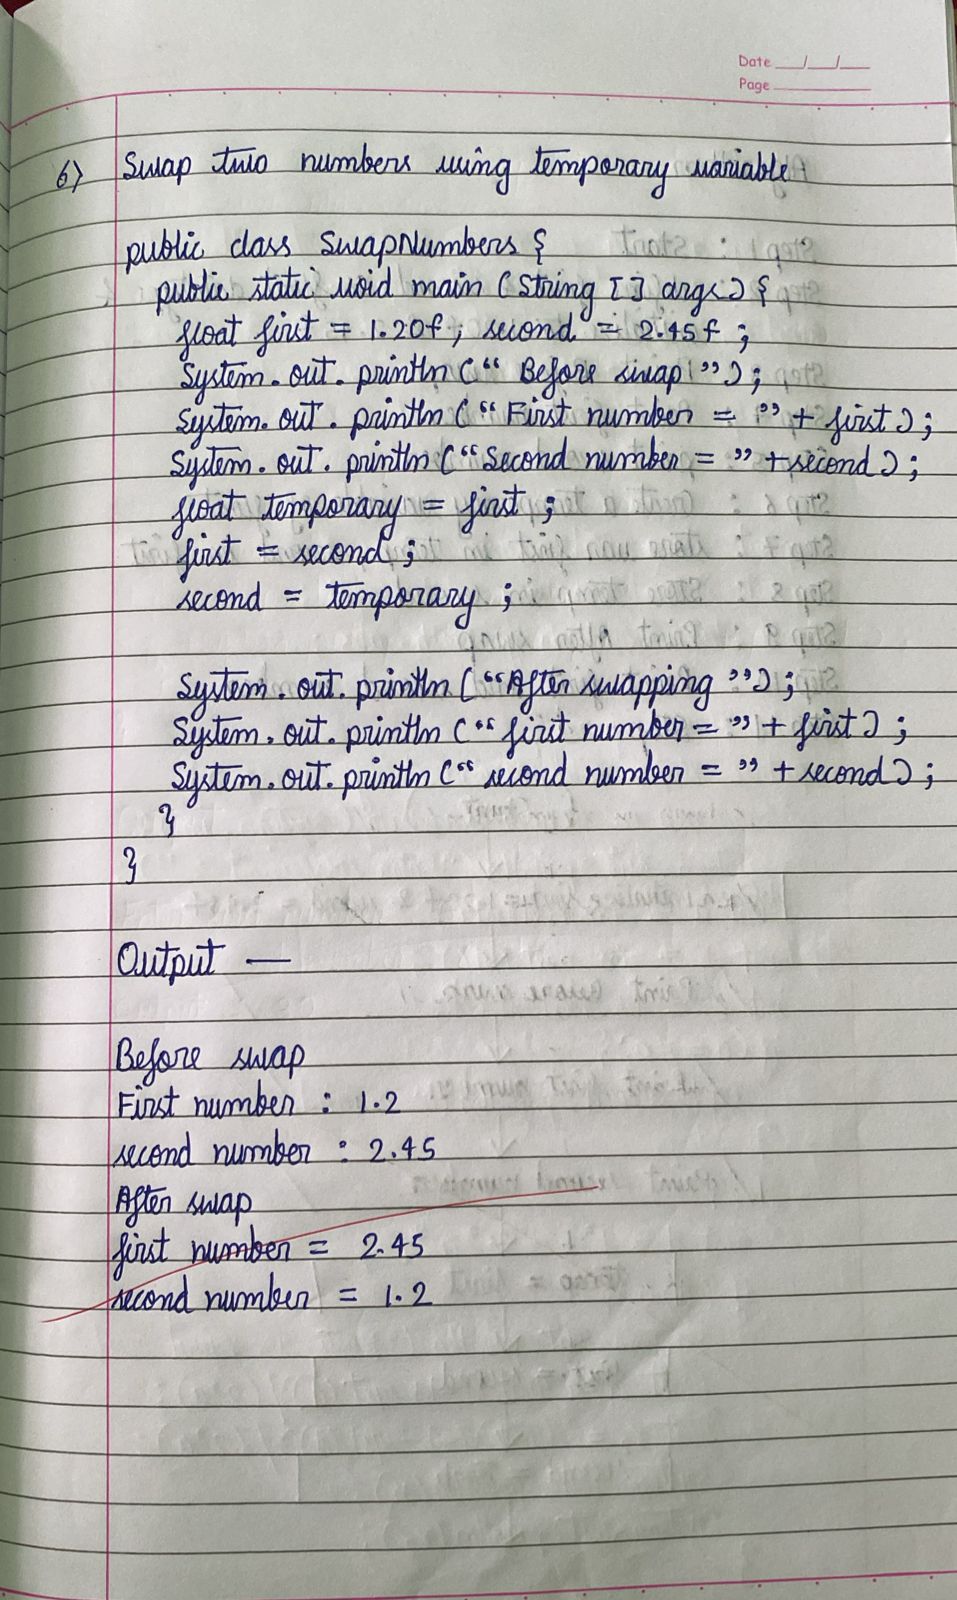 Date __/__/__
Page
6) Swap two numbers using temporary variable
public class SwapNumbers {
public static void main (String [] args) {
float first = 1.20f, second = 2.45f ;
System.out.println (“ Before swap ”) ;
System.out.println (“ First number = ” + first) ;
System.out.println (“Second number = ” + second) ;
float temporary = first ;
first = second ;
second = temporary ;
System.out.println (“After swapping ”) ;
System.out.println (“ first number = ” + first) ;
System.out.println (“ second number = ” + second) ;
}
}
Output —
Before swap
First number : 1.2
second number : 2.45
After swap
first number = 2.45
second number = 1.2